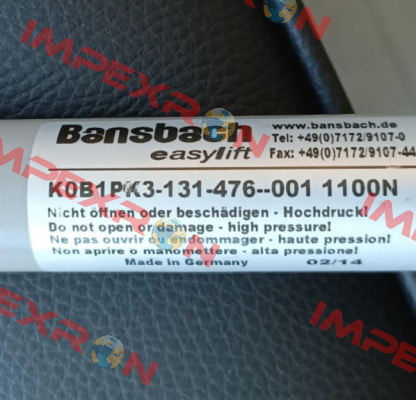 IMPEXRON
Bansbach
easylift
www.bansbach.de
Tel: +49(0)7172/9107-0
Fax: +49(0)7172/9107-44
K0B1PK3-131-476--001 1100N
Nicht öffnen oder beschädigen - Hochdruck!
Do not open or damage - high pressure!
Ne pas ouvrir ou endommager - haute pression!
Non aprire o manomettere - alta pressione!
Made in Germany 02/14
IMPEXRON
IMPEXRON